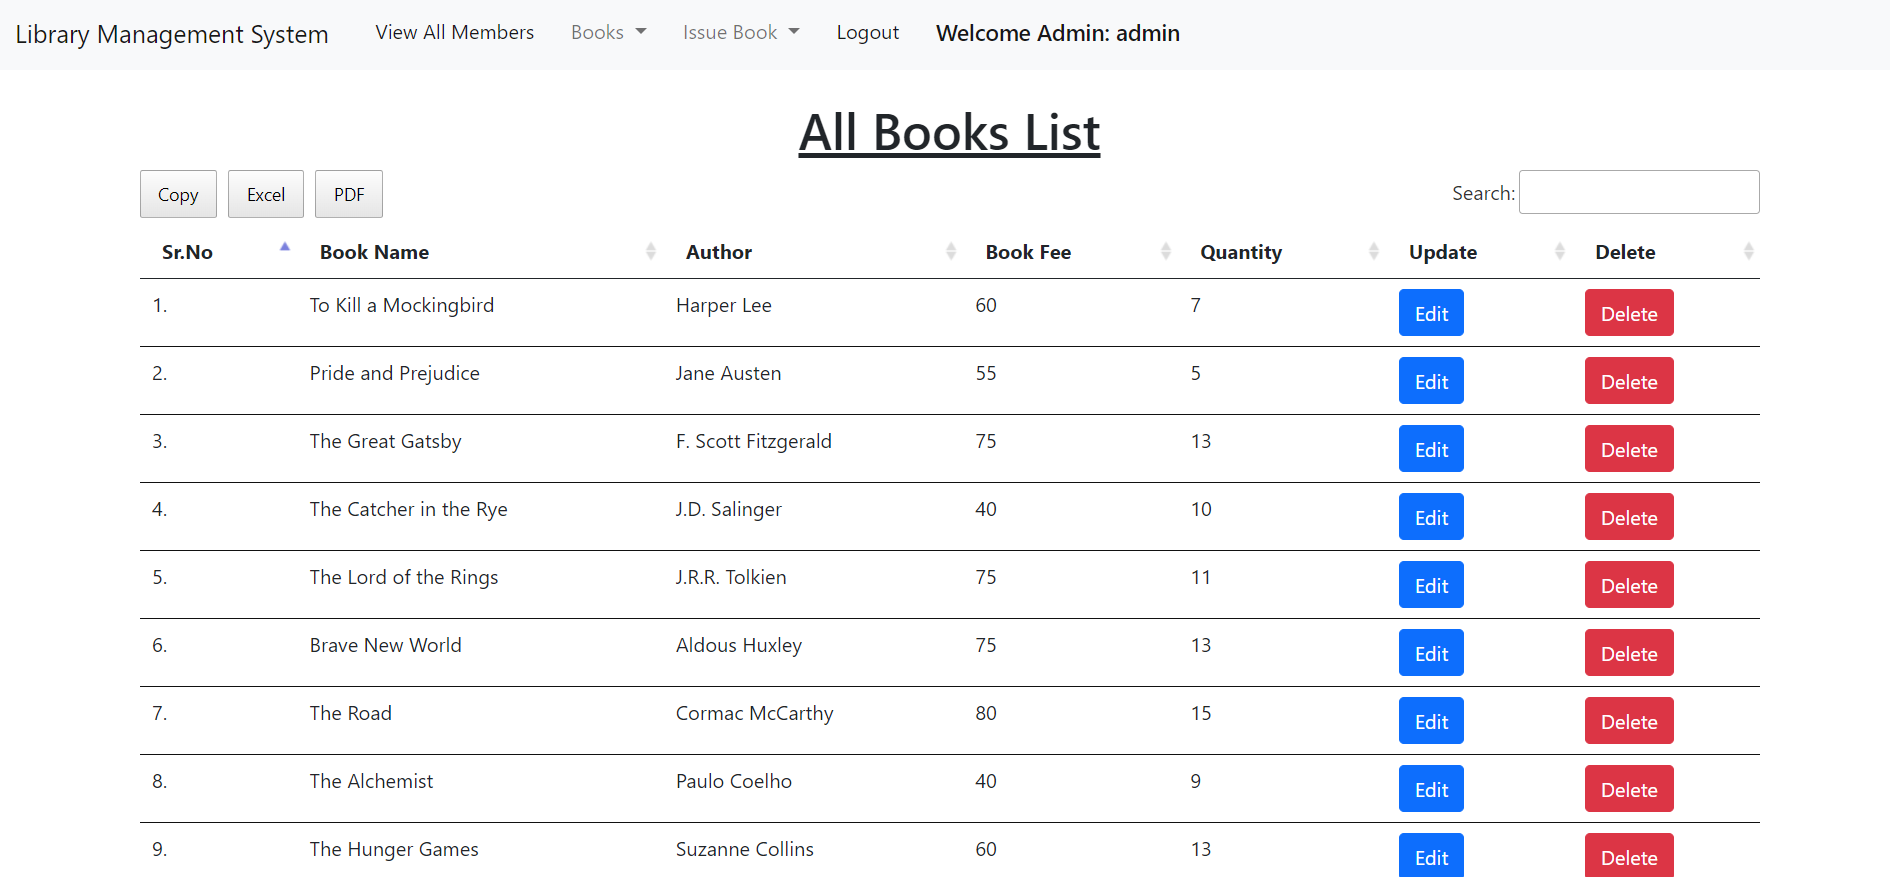 Library Management System View All Members Books Issue Book Logout Welcome Admin: admin
All Books List
Copy Excel PDF Search:
Sr.No Book Name Author Book Fee Quantity Update Delete
1. To Kill a Mockingbird Harper Lee 60 7 Edit Delete
2. Pride and Prejudice Jane Austen 55 5 Edit Delete
3. The Great Gatsby F. Scott Fitzgerald 75 13 Edit Delete
4. The Catcher in the Rye J.D. Salinger 40 10 Edit Delete
5. The Lord of the Rings J.R.R. Tolkien 75 11 Edit Delete
6. Brave New World Aldous Huxley 75 13 Edit Delete
7. The Road Cormac McCarthy 80 15 Edit Delete
8. The Alchemist Paulo Coelho 40 9 Edit Delete
9. The Hunger Games Suzanne Collins 60 13 Edit Delete